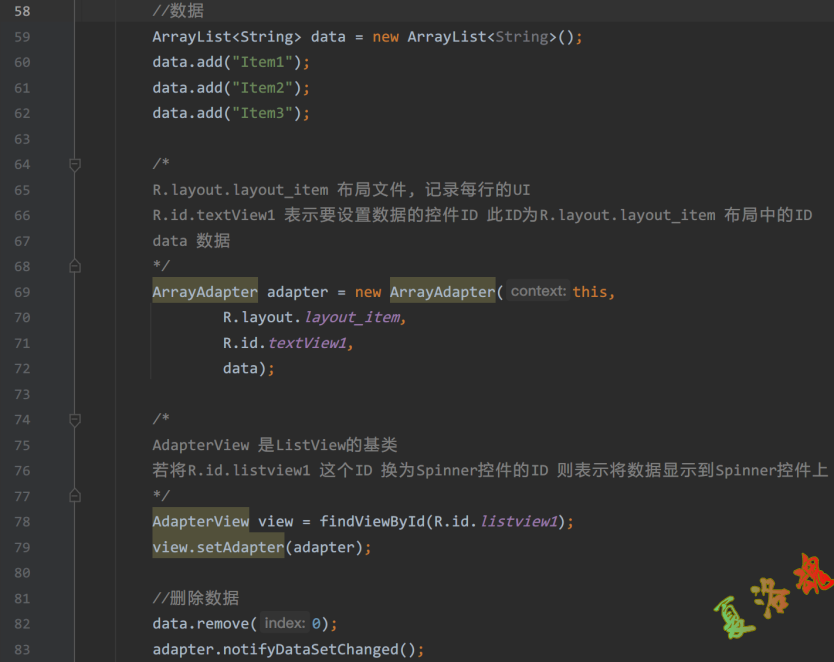 58 //数据
59 ArrayList<String> data = new ArrayList<String>();
60 data.add("Item1");
61 data.add("Item2");
62 data.add("Item3");
63
64 /*
65 R.layout.layout_item 布局文件, 记录每行的UI
66 R.id.textView1 表示要设置数据的控件ID 此ID为R.layout.layout_item 布局中的ID
67 data 数据
68 */
69 ArrayAdapter adapter = new ArrayAdapter( context: this,
70 R.layout.layout_item,
71 R.id.textView1,
72 data);
73
74 /*
75 AdapterView 是ListView的基类
76 若将R.id.listview1 这个ID 换为Spinner控件的ID 则表示将数据显示到Spinner控件上
77 */
78 AdapterView view = findViewById(R.id.listview1);
79 view.setAdapter(adapter);
80
81 //删除数据
82 data.remove( index: 0);
83 adapter.notifyDataSetChanged();
夏洛